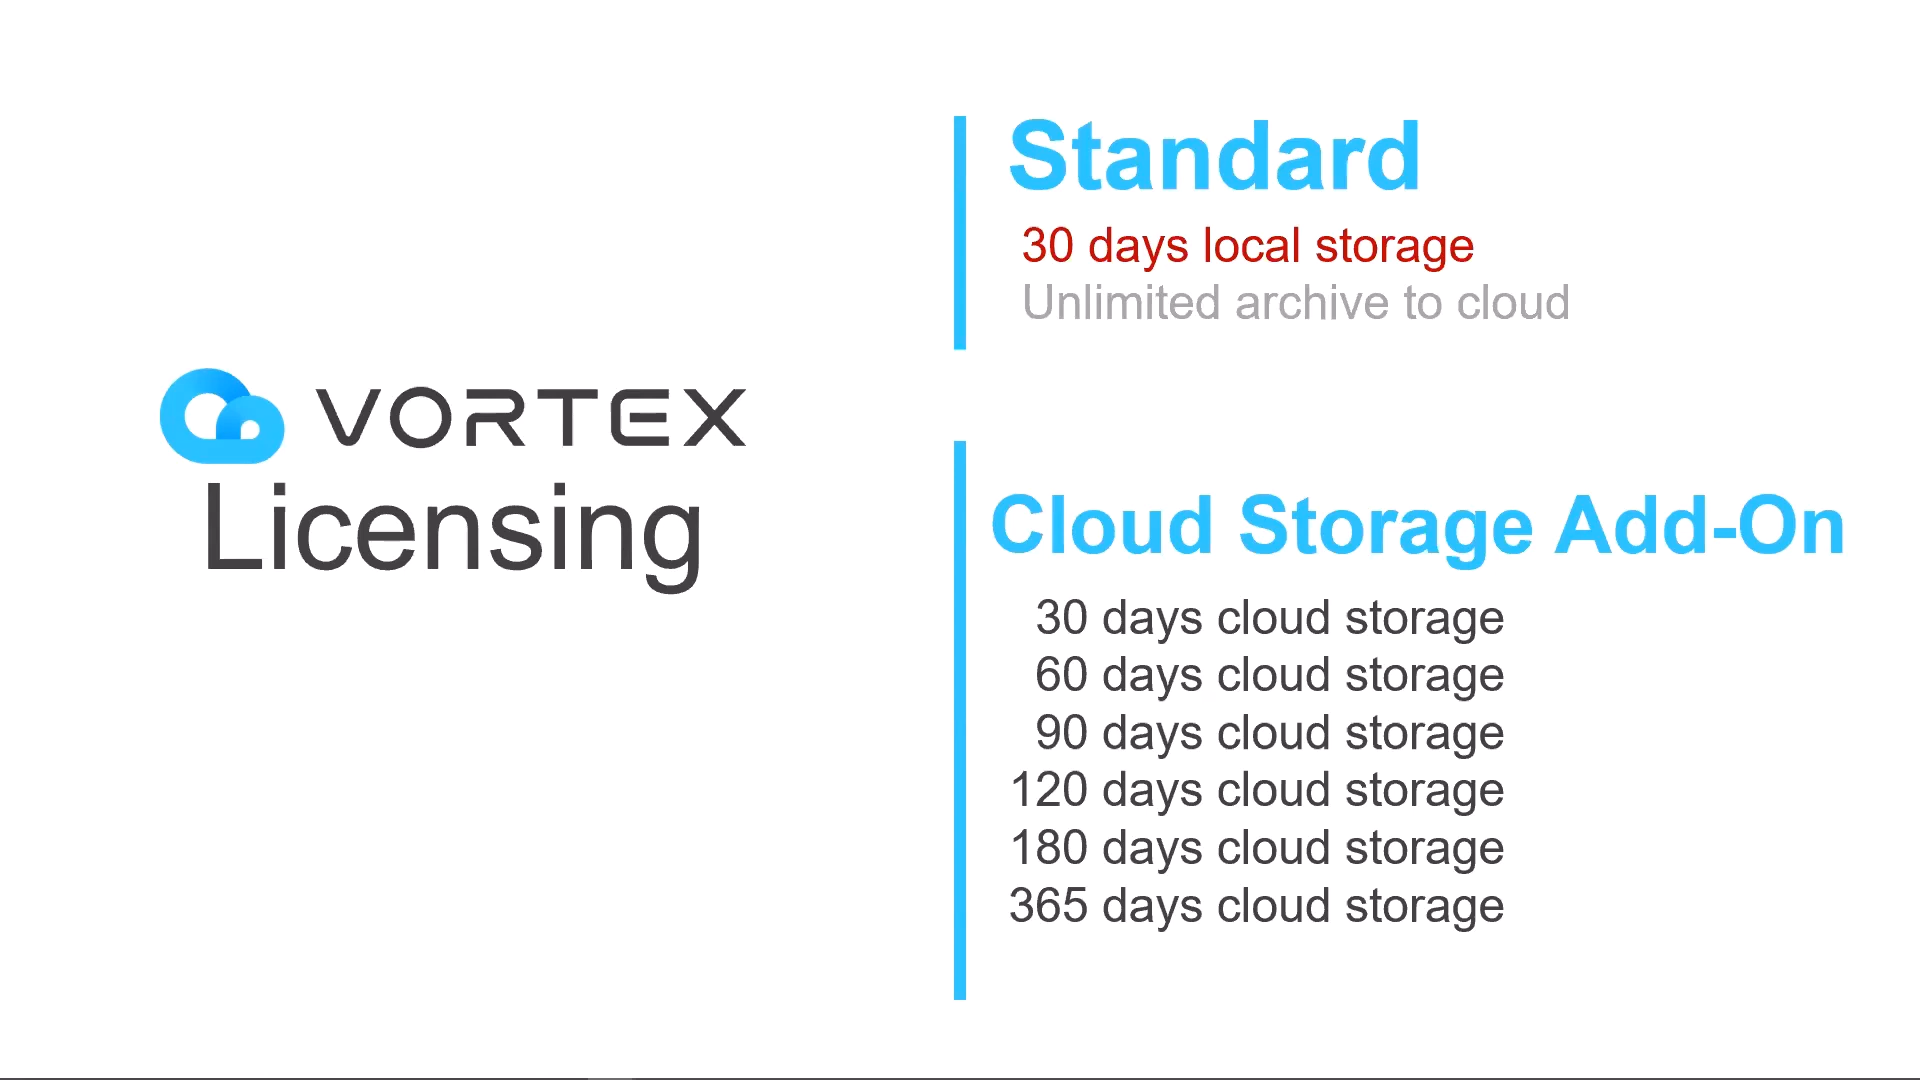 VORTEX
Licensing
Standard
30 days local storage
Unlimited archive to cloud
Cloud Storage Add-On
30 days cloud storage
60 days cloud storage
90 days cloud storage
120 days cloud storage
180 days cloud storage
365 days cloud storage